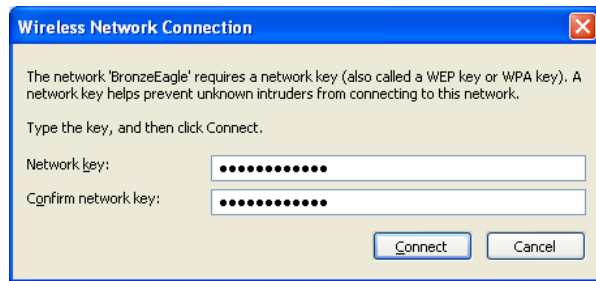 Wireless Network Connection
The network 'BronzeEagle' requires a network key (also called a WEP key or WPA key). A
network key helps prevent unknown intruders from connecting to this network.
Type the key, and then click Connect.
Network key: ●●●●●●●●●●●●
Confirm network key: ●●●●●●●●●●●●
Connect Cancel